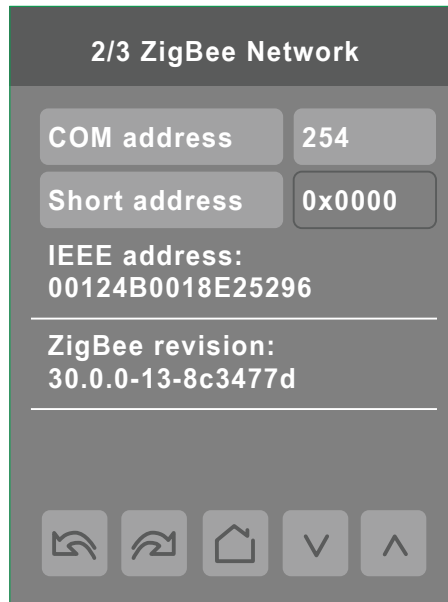 2/3 ZigBee Network
COM address 254
Short address 0x0000
IEEE address:
00124B0018E25296
ZigBee revision:
30.0.0-13-8c3477d